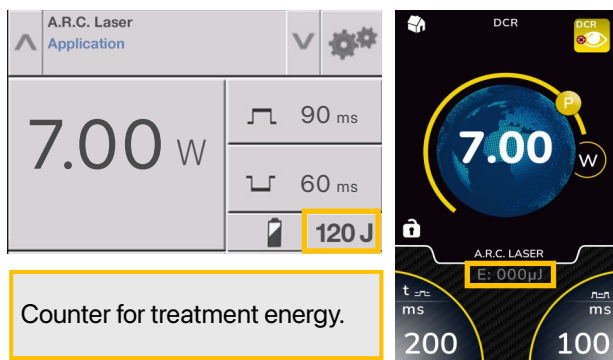 A.R.C. Laser
Application
7.00 W
90 ms
60 ms
120 J
Counter for treatment energy.
DCR
DCR
P
7.00
W
A.R.C. LASER
E: 000µJ
t
ms
200
ms
100